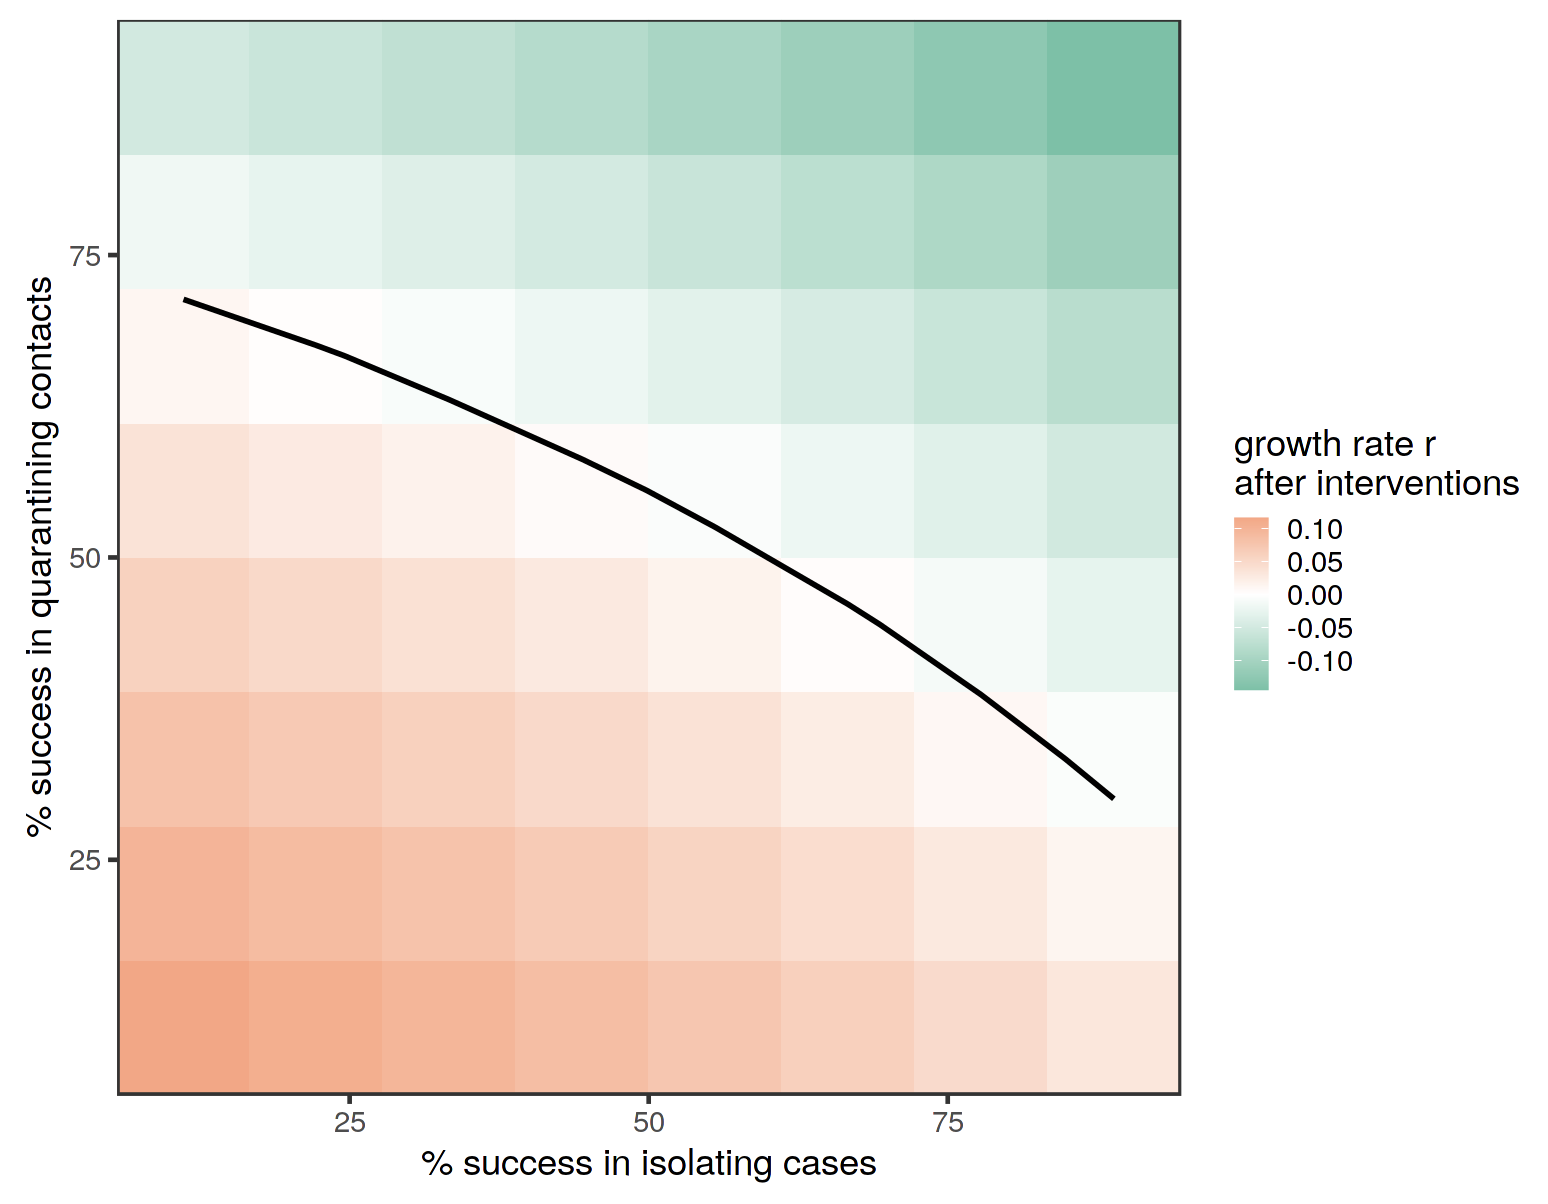 % success in quarantining contacts
75
50
25
25
50
75
% success in isolating cases
growth rate r
after interventions
0.10
0.05
0.00
-0.05
-0.10